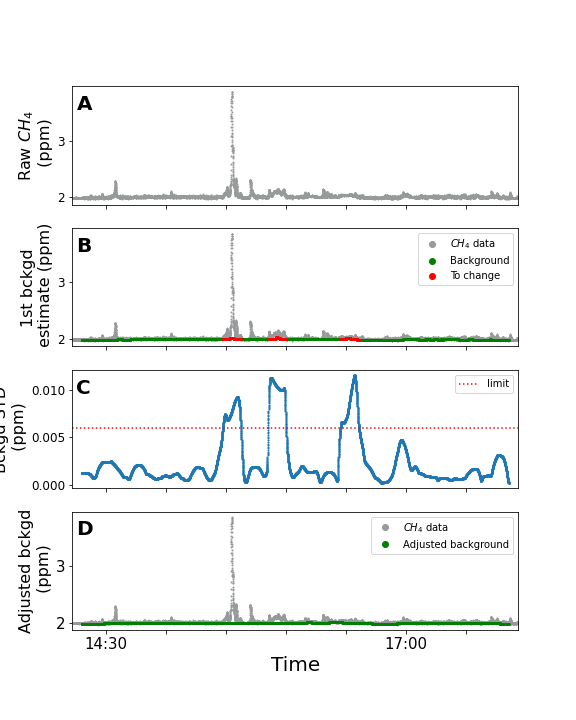 A
Raw CH4
(ppm)
3
2
B
1st bckgd
estimate (ppm)
3
2
CH4 data
Background
To change
C
Bckgd STD
(ppm)
0.010
0.005
0.000
limit
D
Adjusted bckgd
(ppm)
3
2
CH4 data
Adjusted background
14:30
17:00
Time